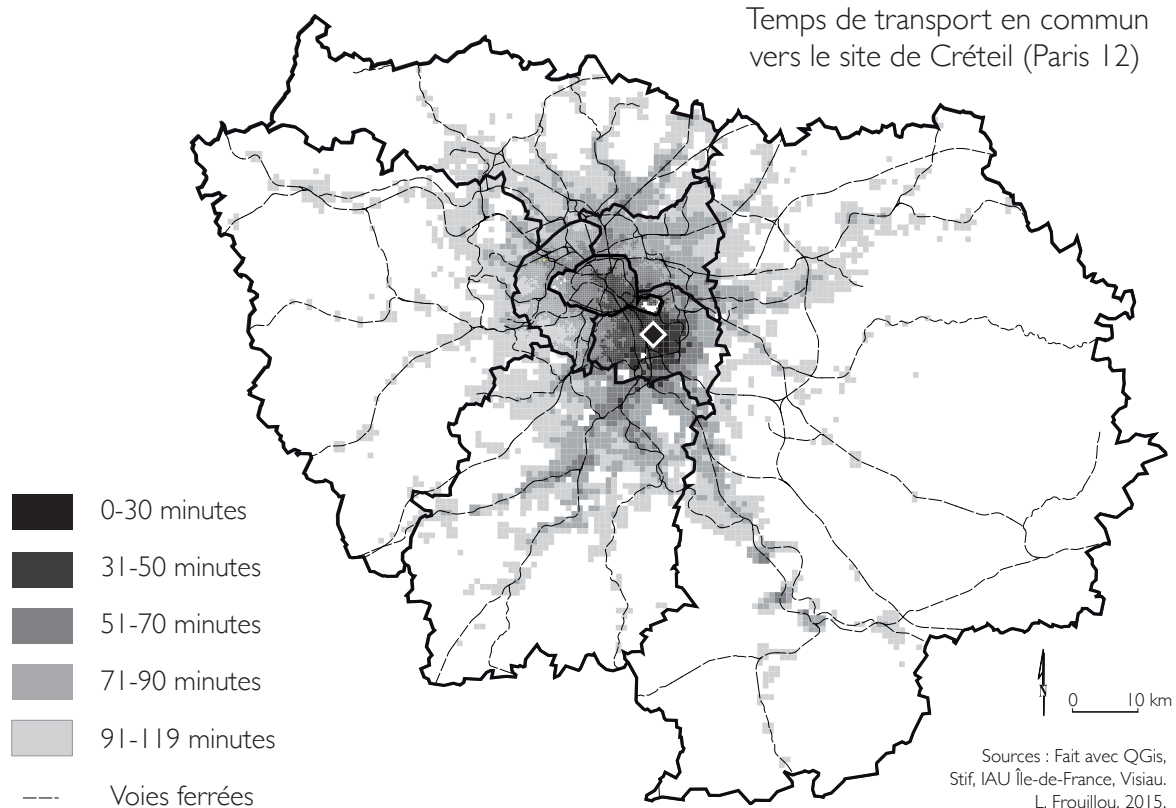 Temps de transport en commun
vers le site de Créteil (Paris 12)
0-30 minutes
31-50 minutes
51-70 minutes
71-90 minutes
91-119 minutes
Voies ferrées
N
0 10 km
Sources : Fait avec QGis,
Stif, IAU Île-de-France, Visiau.
L. Frouillou, 2015.